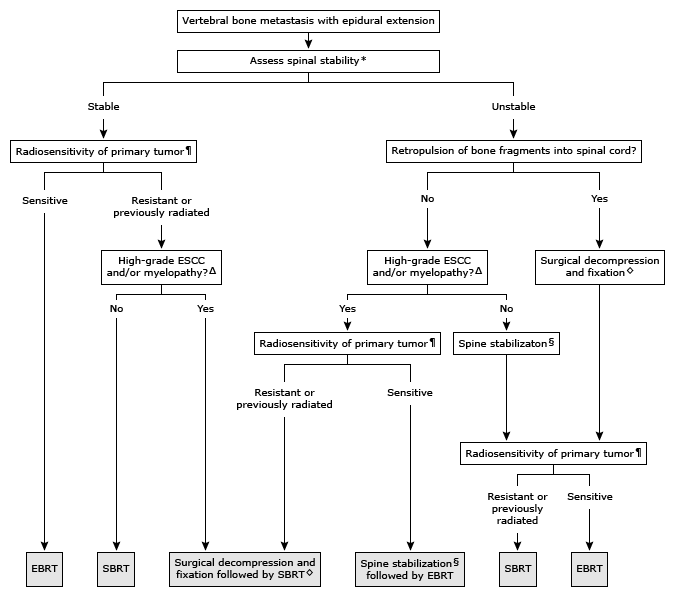 Vertebral bone metastasis with epidural extension
Assess spinal stability*
Stable
Unstable
Radiosensitivity of primary tumor¶
Retropulsion of bone fragments into spinal cord?
Sensitive
Resistant or
previously radiated
No
Yes
High-grade ESCC
and/or myelopathy?Δ
High-grade ESCC
and/or myelopathy?Δ
Surgical decompression
and fixation◇
No
Yes
Yes
No
Radiosensitivity of primary tumor¶
Spine stabilizaton§
Resistant or
previously radiated
Sensitive
Radiosensitivity of primary tumor¶
Resistant or
previously
radiated
Sensitive
EBRT
SBRT
Surgical decompression and
fixation followed by SBRT◇
Spine stabilization§
followed by EBRT
SBRT
EBRT